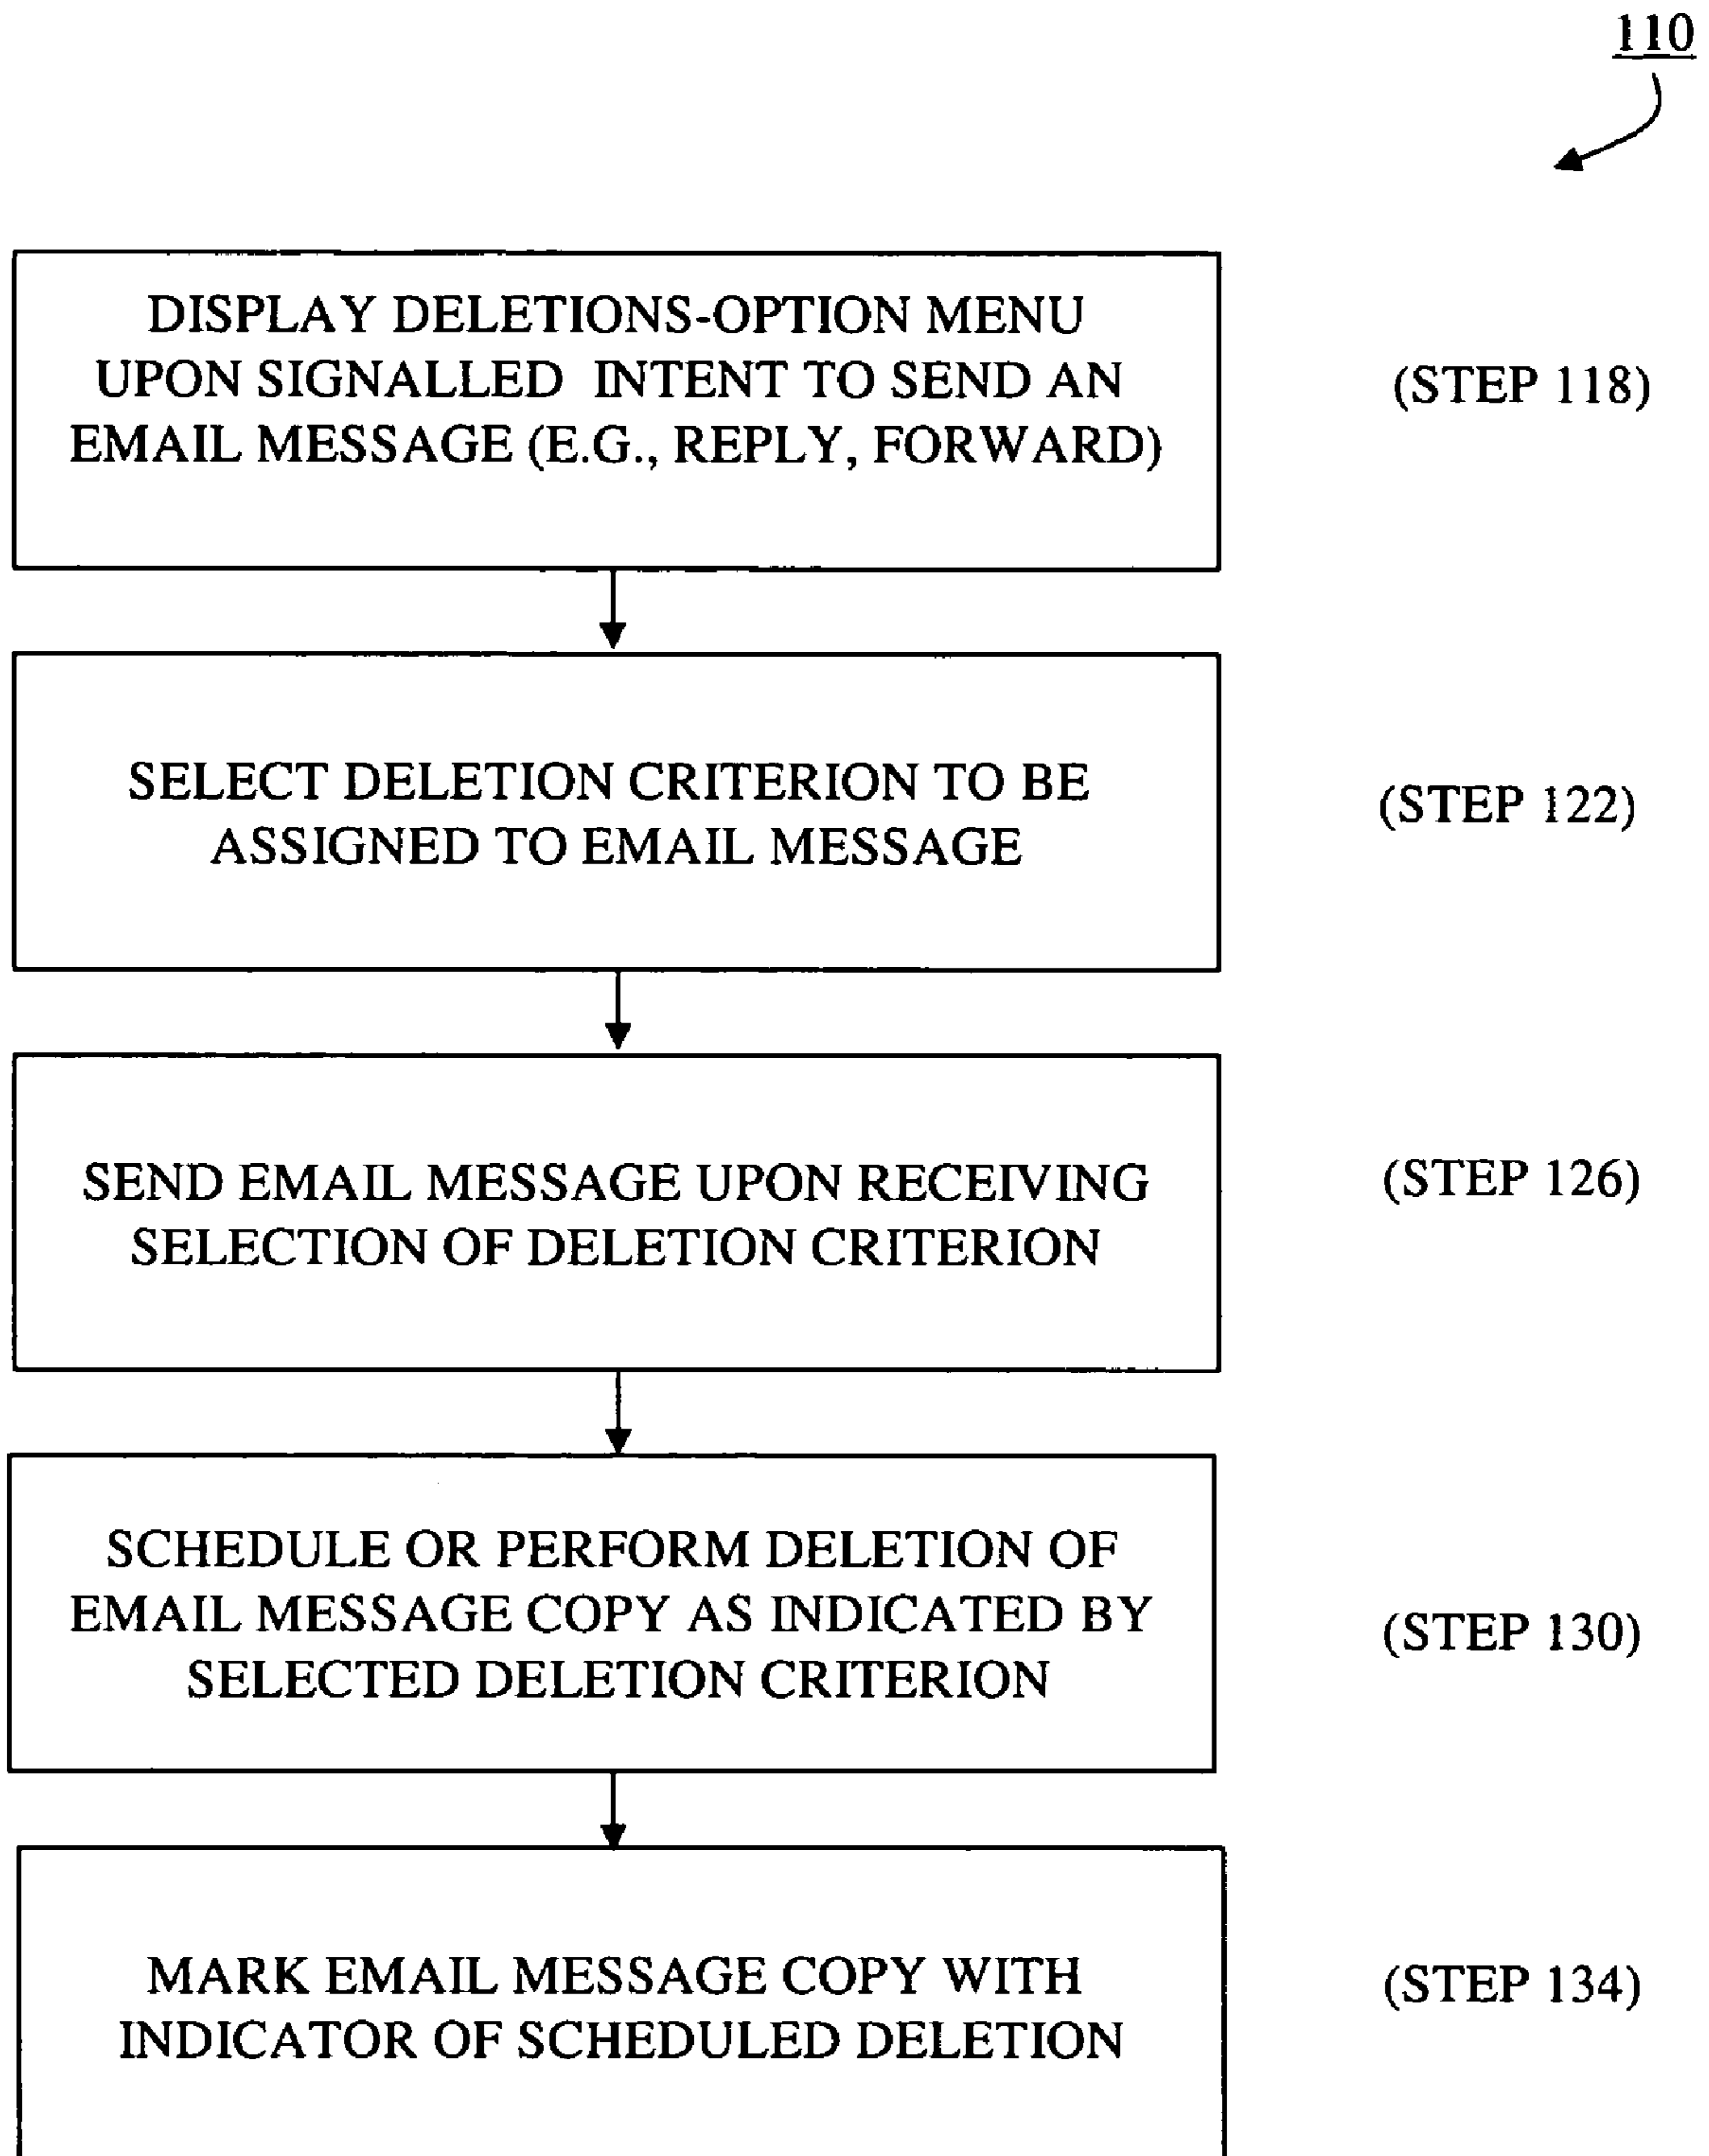 110
DISPLAY DELETIONS-OPTION MENU
UPON SIGNALLED INTENT TO SEND AN
EMAIL MESSAGE (E.G., REPLY, FORWARD)
(STEP 118)
SELECT DELETION CRITERION TO BE
ASSIGNED TO EMAIL MESSAGE
(STEP 122)
SEND EMAIL MESSAGE UPON RECEIVING
SELECTION OF DELETION CRITERION
(STEP 126)
SCHEDULE OR PERFORM DELETION OF
EMAIL MESSAGE COPY AS INDICATED BY
SELECTED DELETION CRITERION
(STEP 130)
MARK EMAIL MESSAGE COPY WITH
INDICATOR OF SCHEDULED DELETION
(STEP 134)